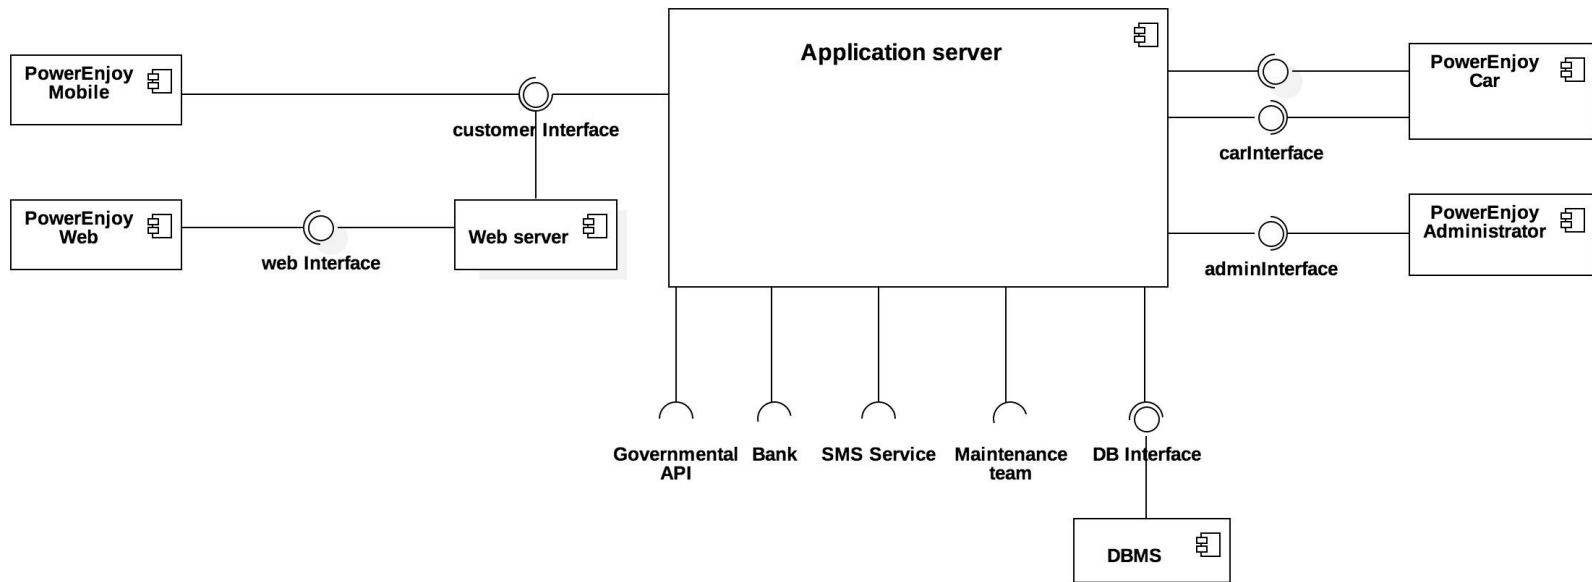 Application server
PowerEnjoy
Mobile
customer Interface
PowerEnjoy
Car
carInterface
PowerEnjoy
Web
web Interface
Web server
PowerEnjoy
Administrator
adminInterface
Governmental
API
Bank
SMS Service
Maintenance
team
DB Interface
DBMS